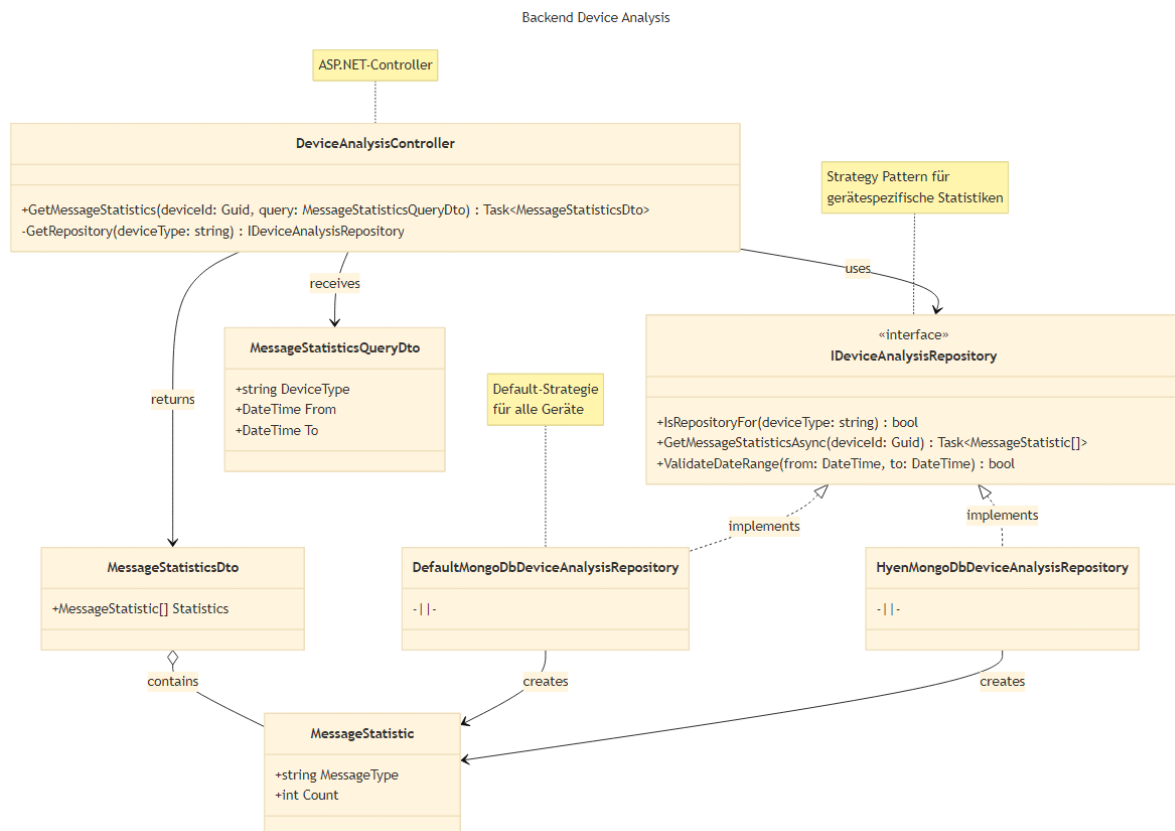 Backend Device Analysis
ASP.NET-Controller
DeviceAnalysisController
+GetMessageStatistics(deviceId: Guid, query: MessageStatisticsQueryDto) : Task<MessageStatisticsDto>
-GetRepository(deviceType: string) : IDeviceAnalysisRepository
Strategy Pattern für
gerätespezifische Statistiken
receives
uses
returns
MessageStatisticsQueryDto
+string DeviceType
+DateTime From
+DateTime To
«interface»
IDeviceAnalysisRepository
+IsRepositoryFor(deviceType: string) : bool
+GetMessageStatisticsAsync(deviceId: Guid) : Task<MessageStatistic[]>
+ValidateDateRange(from: DateTime, to: DateTime) : bool
Default-Strategie
für alle Geräte
implements
implements
MessageStatisticsDto
+MessageStatistic[] Statistics
DefaultMongoDbDeviceAnalysisRepository
-||-
HyenMongoDbDeviceAnalysisRepository
-||-
contains
creates
creates
MessageStatistic
+string MessageType
+int Count